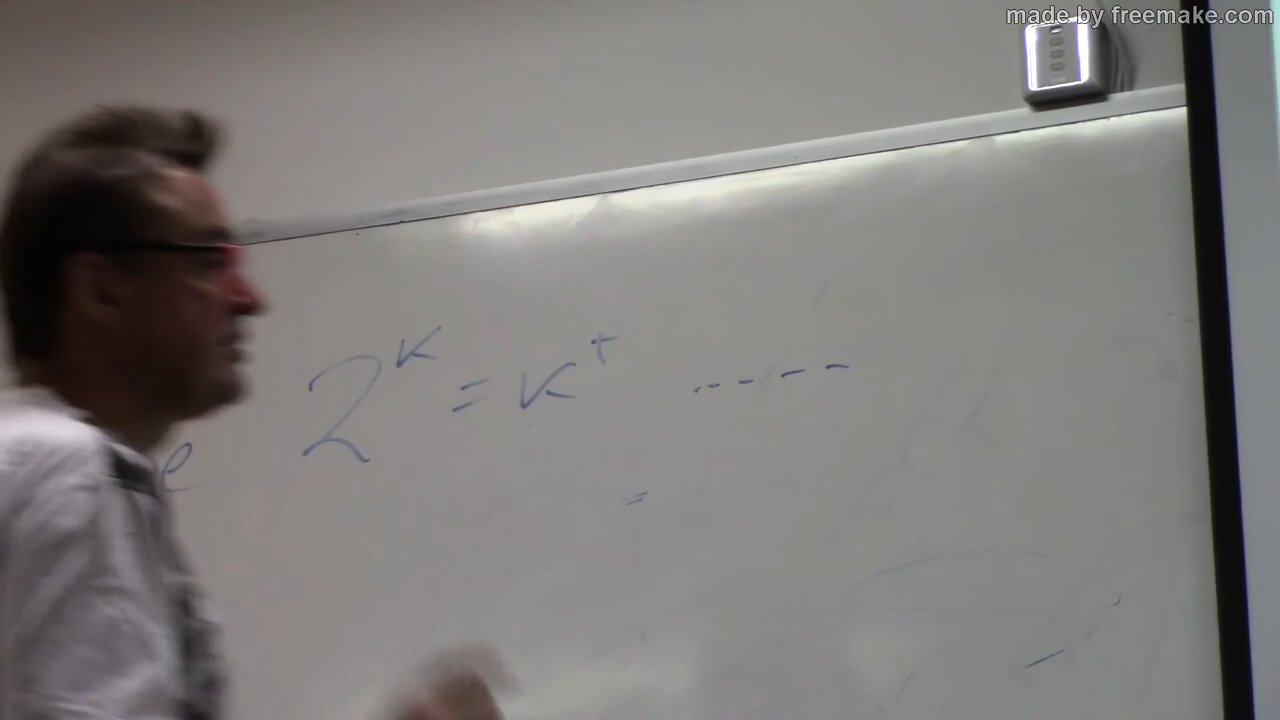 made by freemake.com
e 2^κ = κ^+ -----
=